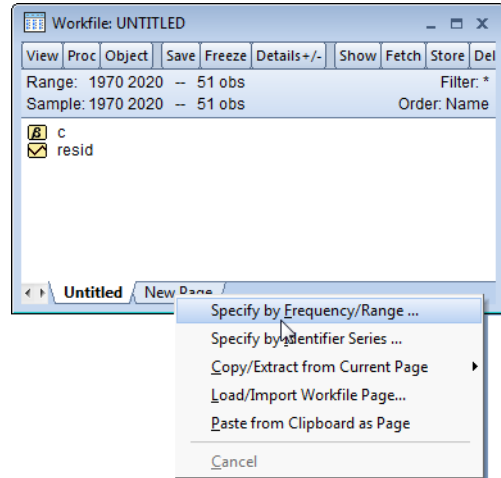 Workfile: UNTITLED
View Proc Object Save Freeze Details+/- Show Fetch Store Del
Range: 1970 2020 -- 51 obs Filter: *
Sample: 1970 2020 -- 51 obs Order: Name
β c
resid
Untitled New Page
Specify by Frequency/Range ...
Specify by Identifier Series ...
Copy/Extract from Current Page
Load/Import Workfile Page...
Paste from Clipboard as Page
Cancel